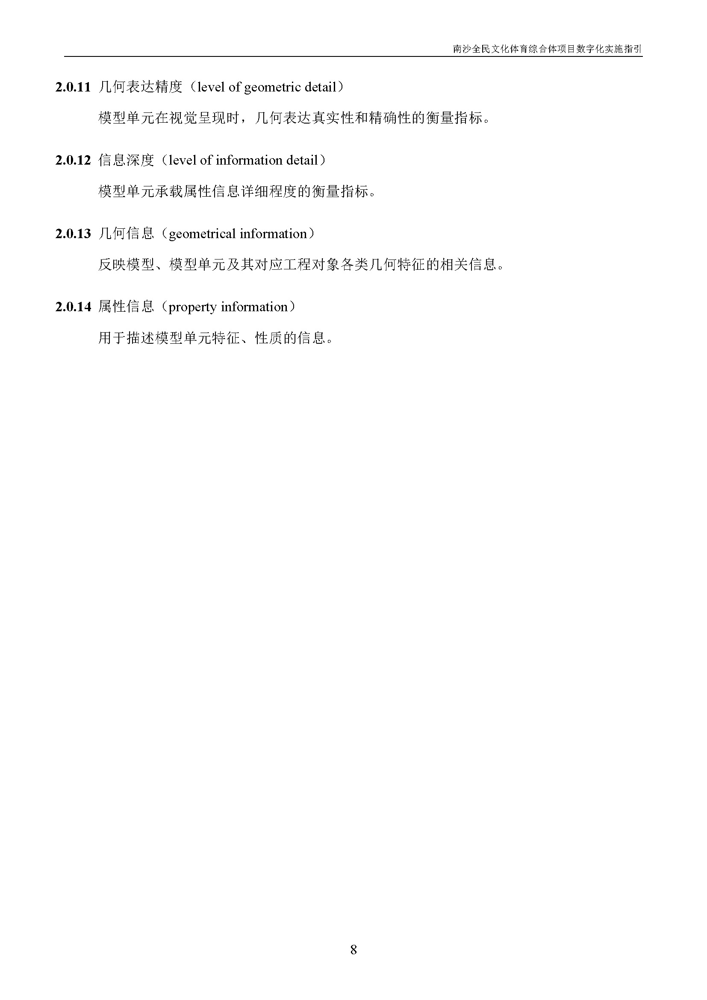 南沙全民文化体育综合体项目数字化实施指引
2.0.11 几何表达精度（level of geometric detail）
模型单元在视觉呈现时，几何表达真实性和精确性的衡量指标。
2.0.12 信息深度（level of information detail）
模型单元承载属性信息详细程度的衡量指标。
2.0.13 几何信息（geometrical information）
反映模型、模型单元及其对应工程对象各类几何特征的相关信息。
2.0.14 属性信息（property information）
用于描述模型单元特征、性质的信息。
8